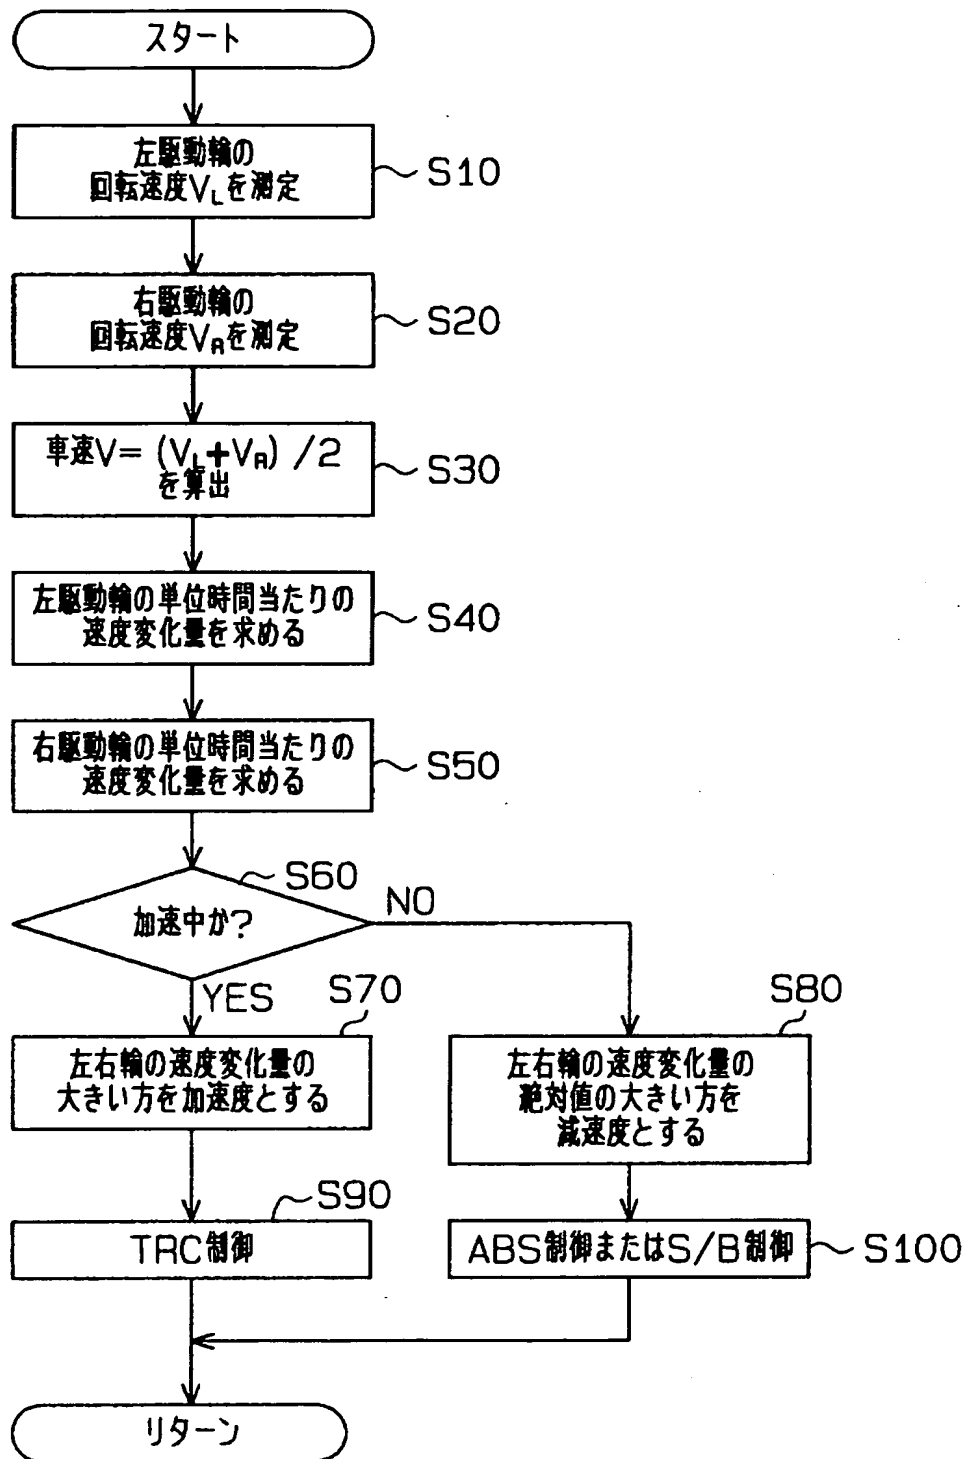 スタート
左駆動輪の
回転速度VLを測定
S10
右駆動輪の
回転速度VRを測定
S20
車速V=(VL+VR)/2
を算出
S30
左駆動輪の単位時間当たりの
速度変化量を求める
S40
右駆動輪の単位時間当たりの
速度変化量を求める
S50
S60
加速中か?
NO
YES
S70
左右輪の速度変化量の
大きい方を加速度とする
S80
左右輪の速度変化量の
絶対値の大きい方を
減速度とする
S90
TRC制御
ABS制御またはS/B制御
S100
リターン